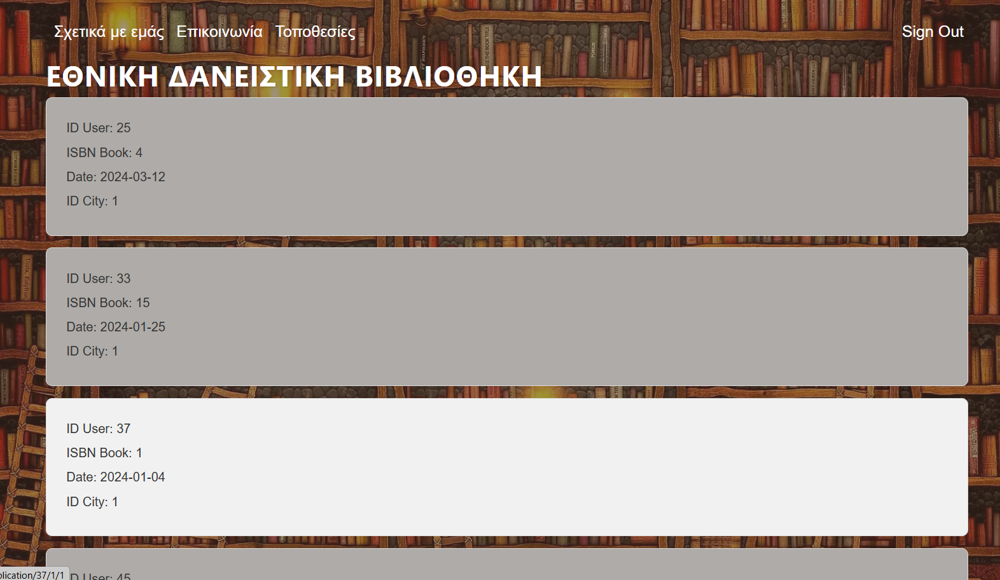 Σχετικά με εμάς Επικοινωνία Τοποθεσίες Sign Out
ΕΘΝΙΚΗ ΔΑΝΕΙΣΤΙΚΗ ΒΙΒΛΙΟΘΗΚΗ
ID User: 25
ISBN Book: 4
Date: 2024-03-12
ID City: 1
ID User: 33
ISBN Book: 15
Date: 2024-01-25
ID City: 1
ID User: 37
ISBN Book: 1
Date: 2024-01-04
ID City: 1
ID User: 45
plication/37/1/1